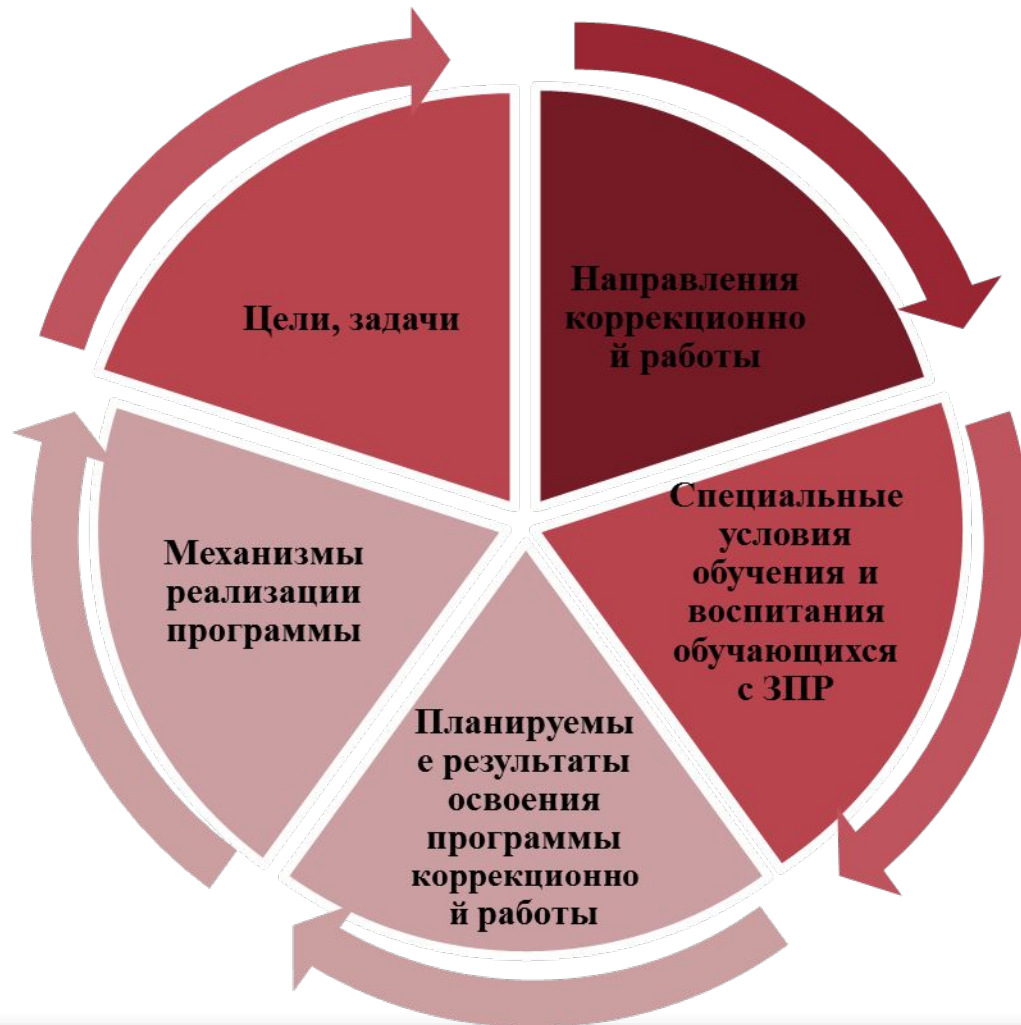 Цели, задачи
Направления
коррекционно
й работы
Специальные
условия
обучения и
воспитания
обучающихся
с ЗПР
Планируемы
е результаты
освоения
программы
коррекционно
й работы
Механизмы
реализации
программы